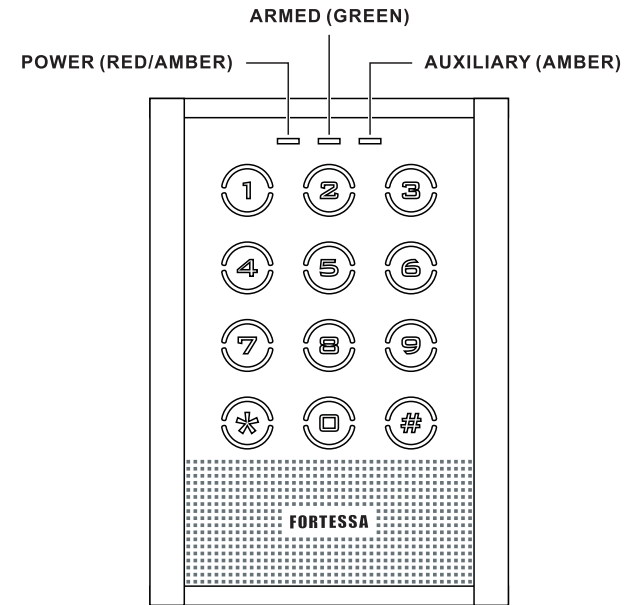 ARMED (GREEN)
POWER (RED/AMBER)
AUXILIARY (AMBER)
1 2 3
4 5 6
7 8 9
* 0 #
FORTESSA